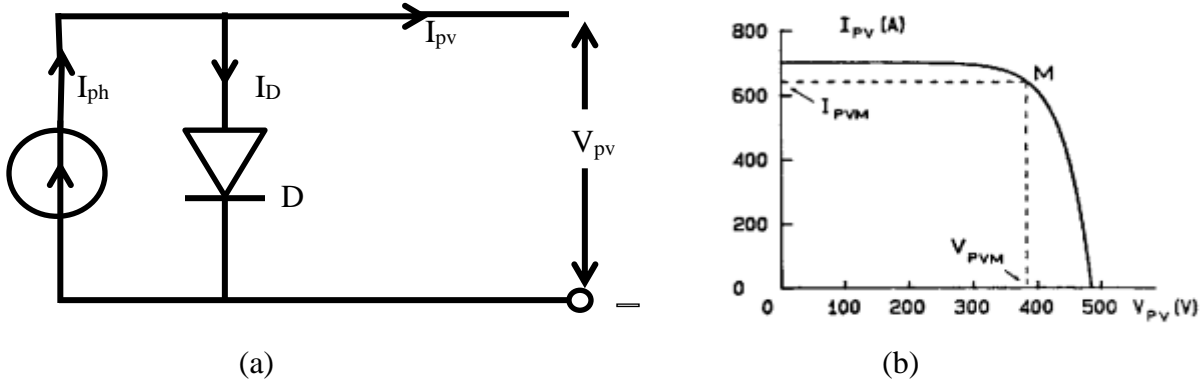 I_ph
I_D
D
I_pv
V_pv
–
(a)
I_PV (A)
800
600
400
200
0
M
I_PVM
V_PVM
0 100 200 300 400 500 V_PV (V)
(b)